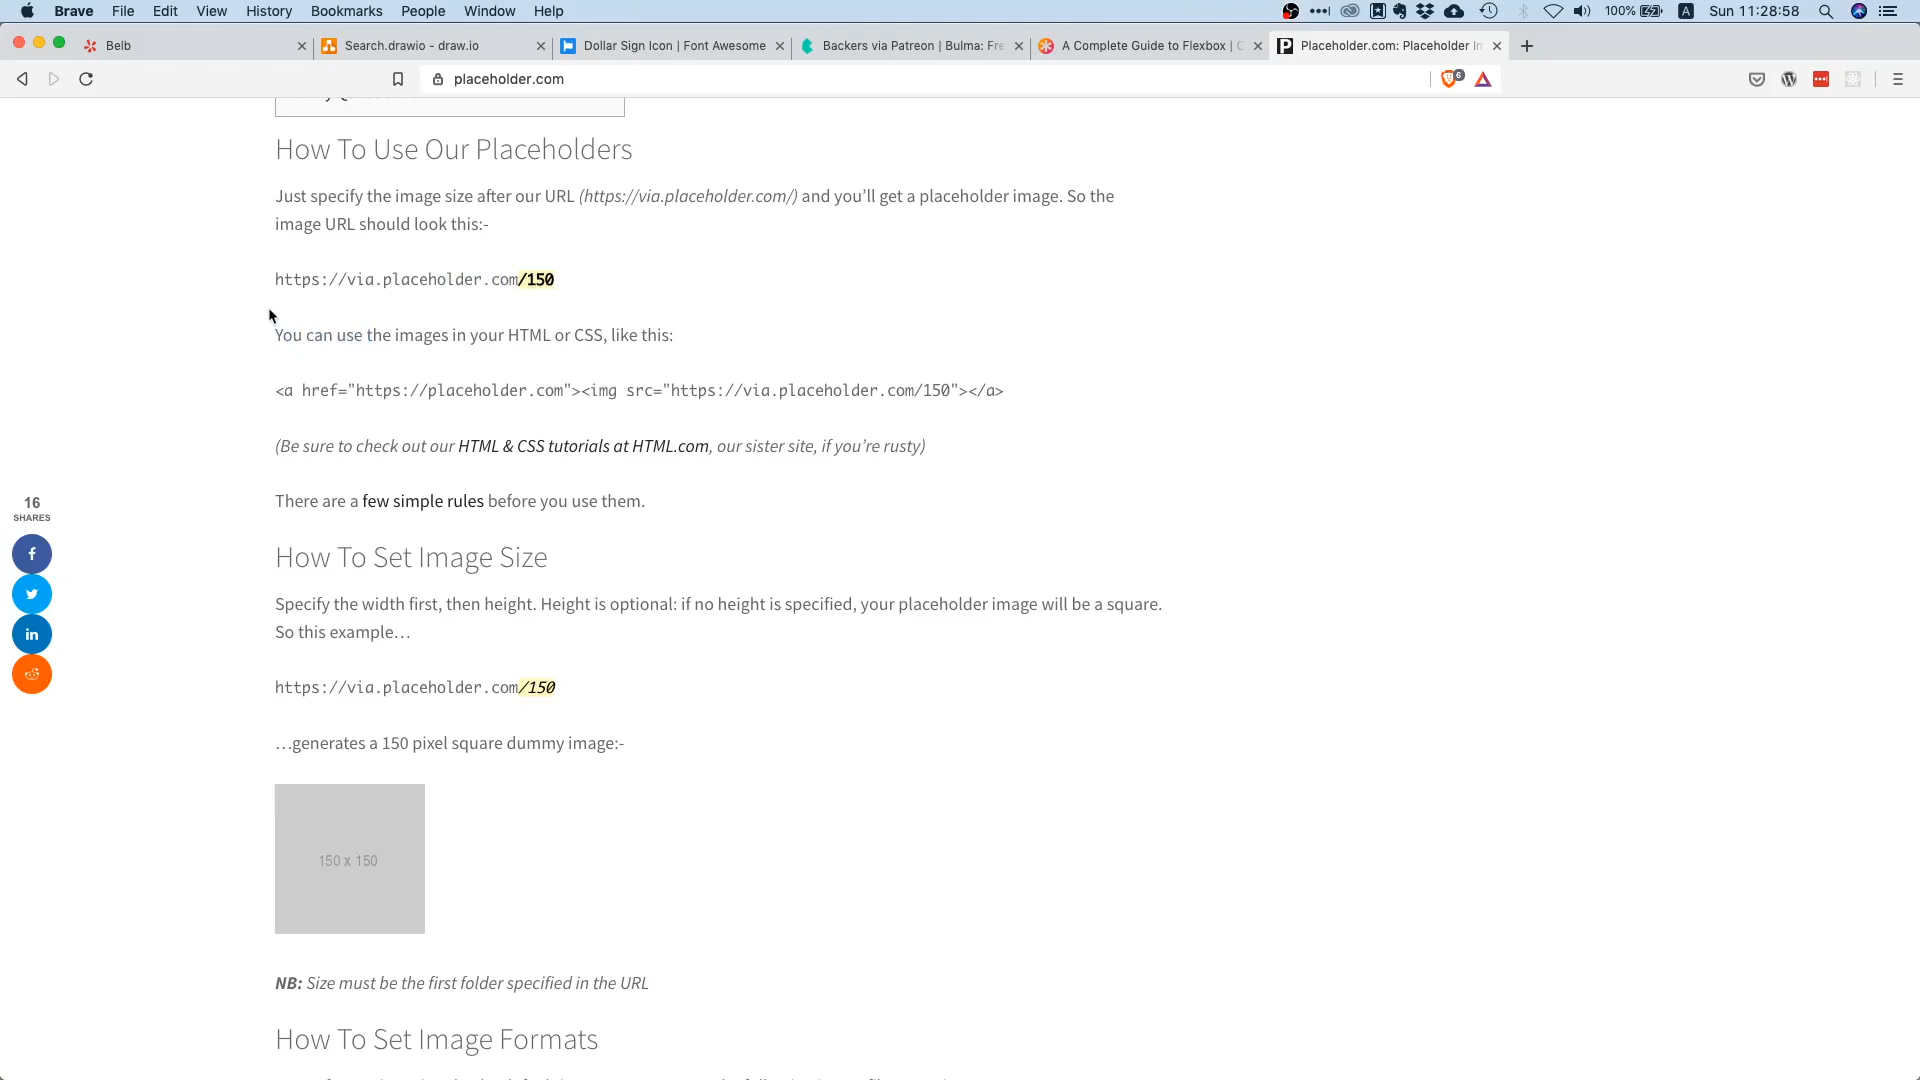 Brave File Edit View History Bookmarks People Window Help 100% A Sun 11:28:58
Belb Search.drawio - draw.io Dollar Sign Icon | Font Awesome Backers via Patreon | Bulma: Fre A Complete Guide to Flexbox | C Placeholder.com: Placeholder Im
placeholder.com 6
How To Use Our Placeholders
Just specify the image size after our URL (https://via.placeholder.com/) and you’ll get a placeholder image. So the
image URL should look this:-
https://via.placeholder.com/150
You can use the images in your HTML or CSS, like this:
<a href="https://placeholder.com"><img src="https://via.placeholder.com/150"></a>
(Be sure to check out our HTML & CSS tutorials at HTML.com, our sister site, if you’re rusty)
There are a few simple rules before you use them.
16
SHARES
How To Set Image Size
Specify the width first, then height. Height is optional: if no height is specified, your placeholder image will be a square.
So this example…
https://via.placeholder.com/150
…generates a 150 pixel square dummy image:-
150 x 150
NB: Size must be the first folder specified in the URL
How To Set Image Formats